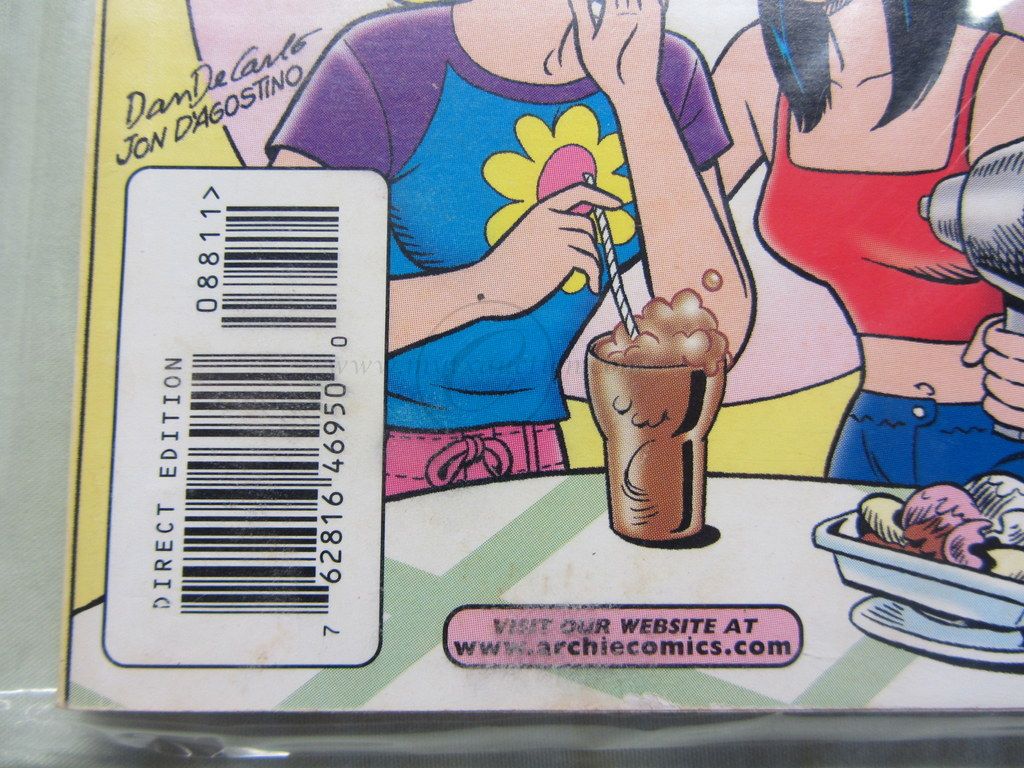 Dan DeCarlo
JON D'AGOSTINO
08811>
DIRECT EDITION
7 62816 46950 0
VISIT OUR WEBSITE AT
www.archiecomics.com